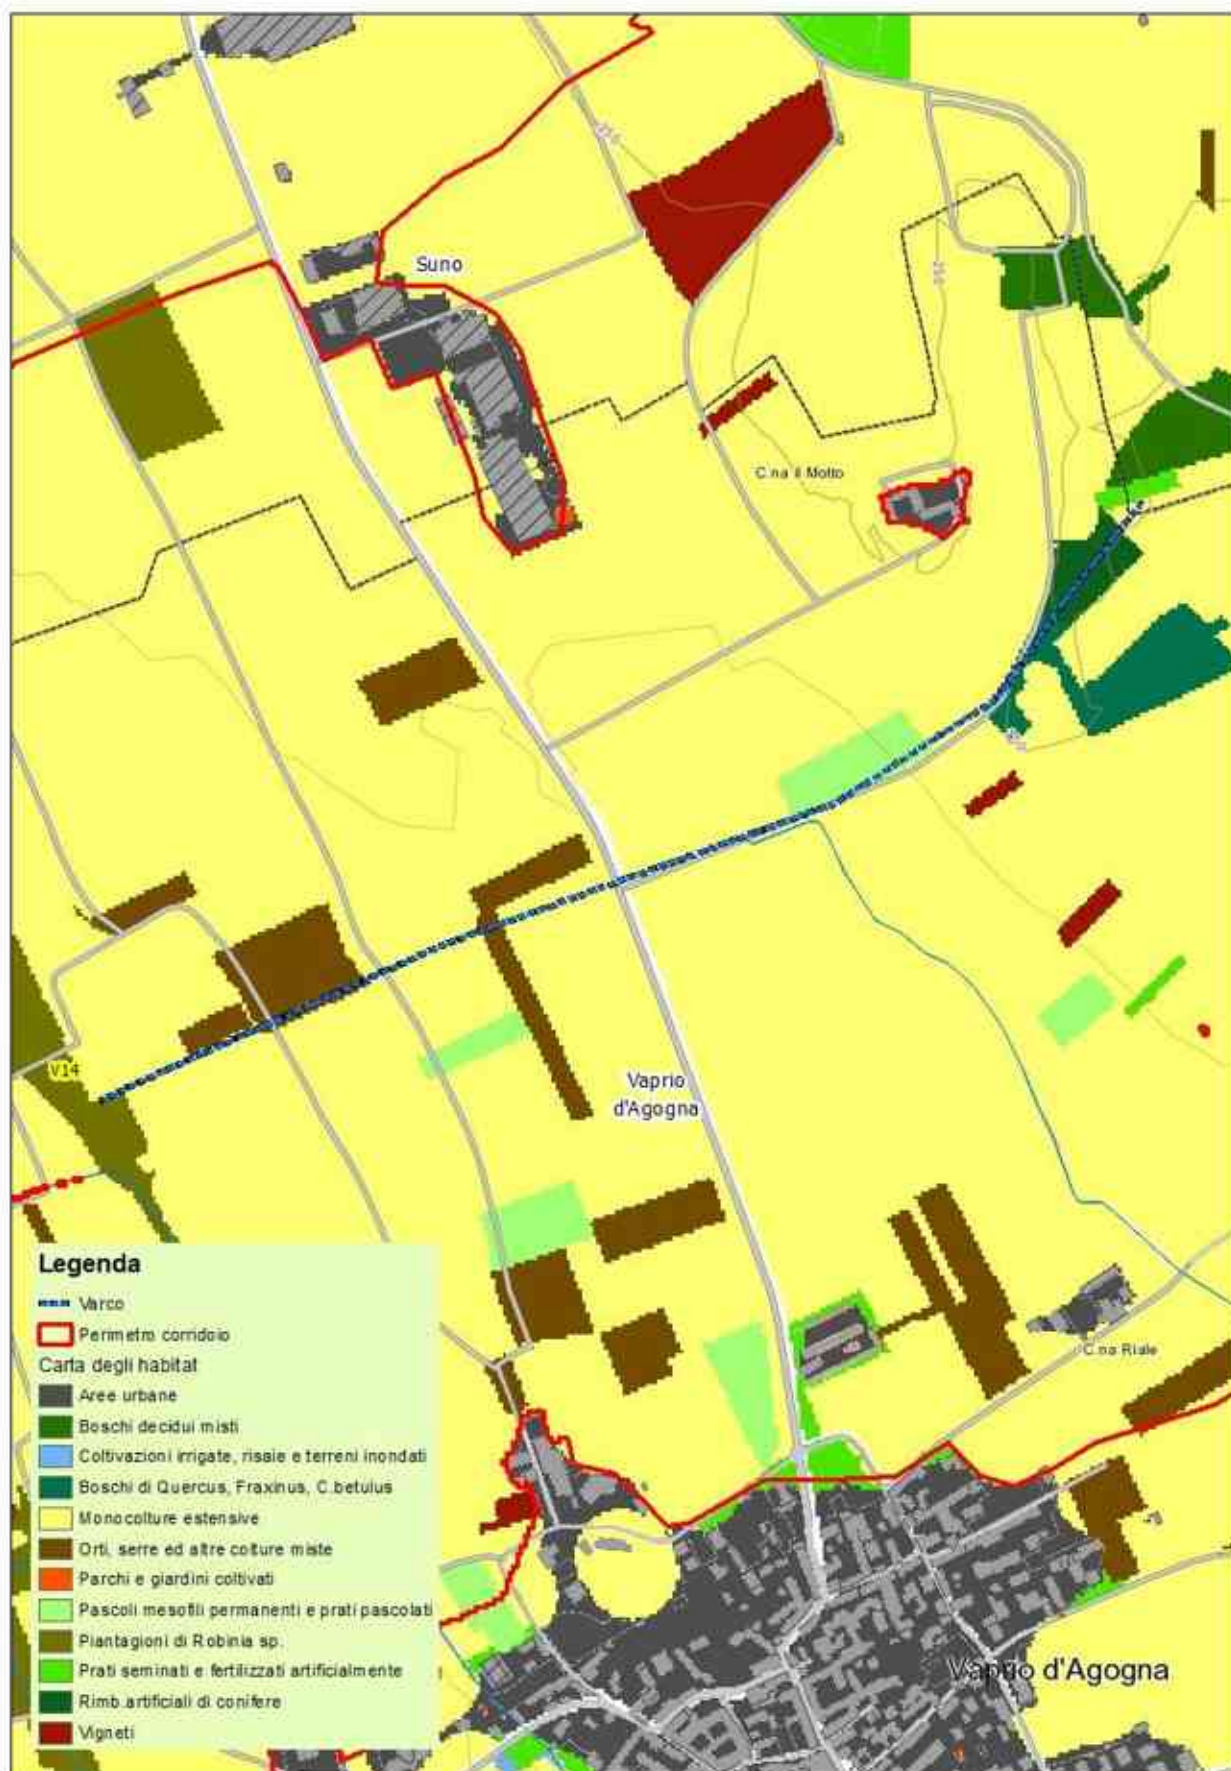 Suno
C.na il Motto
V14
Vaprio
d'Agogna
C.na Riale
Vaprio d'Agogna
Legenda
Varco
Perimetro corridoio
Carta degli habitat
Aree urbane
Boschi decidui misti
Coltivazioni irrigate, risaie e terreni inondati
Boschi di Quercus, Fraxinus, C.betulus
Monocolture estensive
Orti, serre ed altre colture miste
Parchi e giardini coltivati
Pascoli mesofili permanenti e prati pascolati
Piantagioni di Robinia sp.
Prati seminati e fertilizzati artificialmente
Rimb.artificiali di conifere
Vigneti